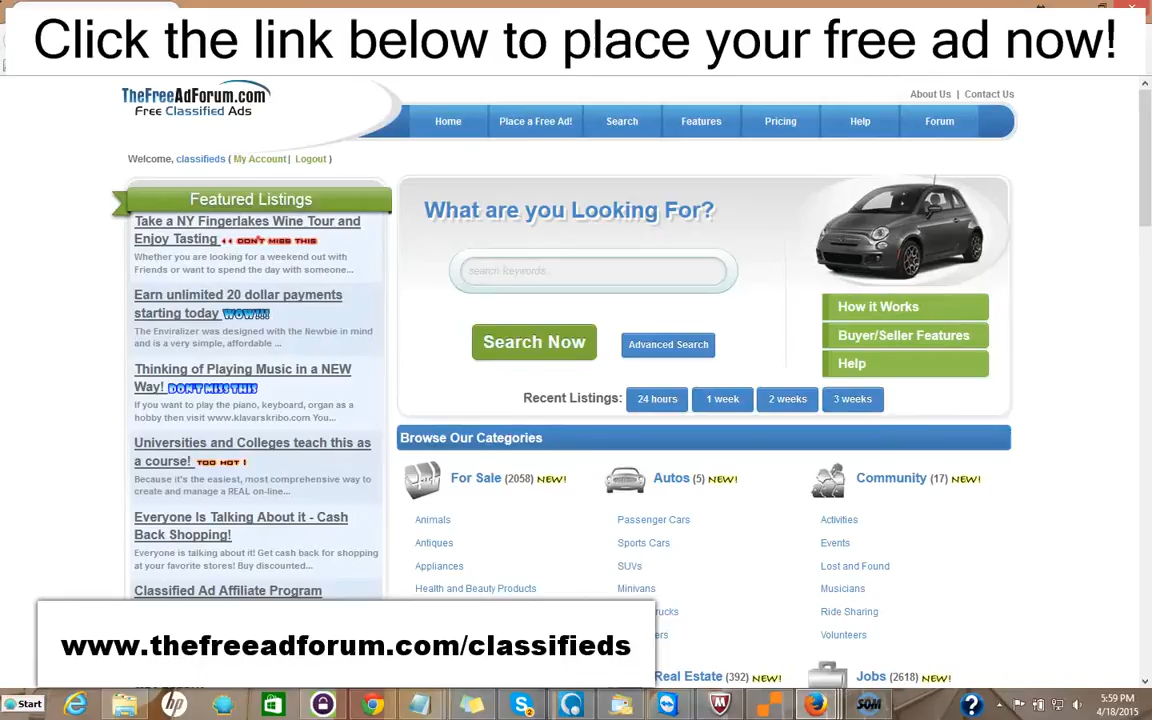 Click the link below to place your free ad now!
TheFreeAdForum.com
Free Classified Ads
About Us | Contact Us
Home Place a Free Ad! Search Features Pricing Help Forum
Welcome, classifieds ( My Account| Logout )
Featured Listings
Take a NY Fingerlakes Wine Tour and
Enjoy Tasting DON'T MISS THIS
Whether you are looking for a weekend out with
Friends or want to spend the day with someone...
Earn unlimited 20 dollar payments
starting today WOW!!!
The Enviralizer was designed with the Newbie in mind
and is a very simple, affordable ...
Thinking of Playing Music in a NEW
Way! DON'T MISS THIS
If you want to play the piano, keyboard, organ as a
hobby then visit www.klavarskribo.com You...
Universities and Colleges teach this as
a course! TOO HOT !
Because it's the easiest, most comprehensive way to
create and manage a REAL on-line...
Everyone Is Talking About it - Cash
Back Shopping!
Everyone is talking about it! Get cash back for shopping
at your favorite stores! Buy discounted...
Classified Ad Affiliate Program
What are you Looking For?
search keywords...
Search Now Advanced Search
How it Works
Buyer/Seller Features
Help
Recent Listings: 24 hours 1 week 2 weeks 3 weeks
Browse Our Categories
For Sale (2058) NEW!
Animals
Antiques
Appliances
Health and Beauty Products
Autos (5) NEW!
Passenger Cars
Sports Cars
SUVs
Minivans
Community (17) NEW!
Activities
Events
Lost and Found
Musicians
Ride Sharing
Volunteers
Real Estate (392) NEW!
Jobs (2618) NEW!
www.thefreeadforum.com/classifieds
Start
hp
SOM
5:59 PM
4/18/2015